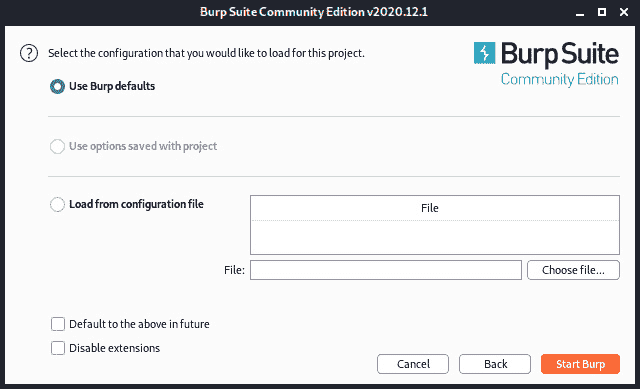 Burp Suite Community Edition v2020.12.1
? Select the configuration that you would like to load for this project.
Burp Suite
Community Edition
Use Burp defaults
Use options saved with project
Load from configuration file
File
File:
Choose file...
Default to the above in future
Disable extensions
Cancel
Back
Start Burp